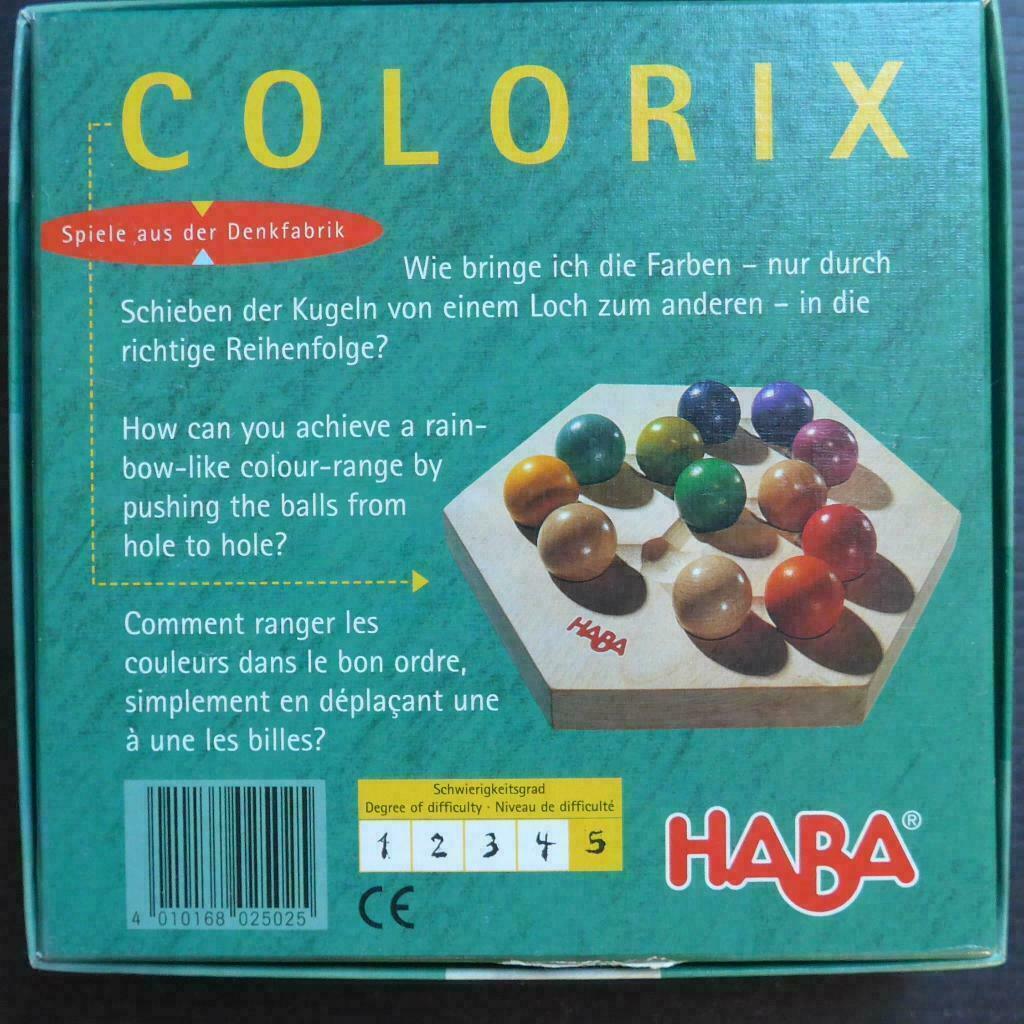 COLORIX
Spiele aus der Denkfabrik
Wie bringe ich die Farben – nur durch
Schieben der Kugeln von einem Loch zum anderen – in die
richtige Reihenfolge?
How can you achieve a rain-
bow-like colour-range by
pushing the balls from
hole to hole?
Comment ranger les
couleurs dans le bon ordre,
simplement en déplaçant une
à une les billes?
HABA
Schwierigkeitsgrad
Degree of difficulty · Niveau de difficulté
1 2 3 4 5
HABA®
4 010168 025025
CE